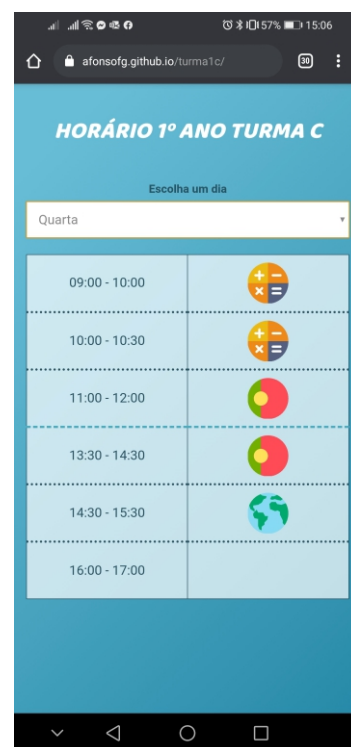 57% 15:06
afonsofg.github.io/turma1c/ 30
HORÁRIO 1º ANO TURMA C
Escolha um dia
Quarta
09:00 - 10:00
10:00 - 10:30
11:00 - 12:00
13:30 - 14:30
14:30 - 15:30
16:00 - 17:00